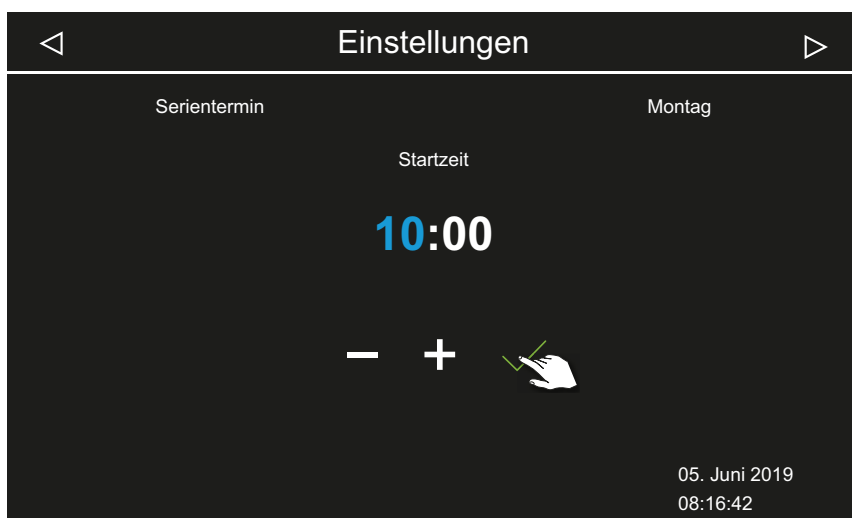 Einstellungen
Serientermin Montag
Startzeit
10:00
05. Juni 2019
08:16:42